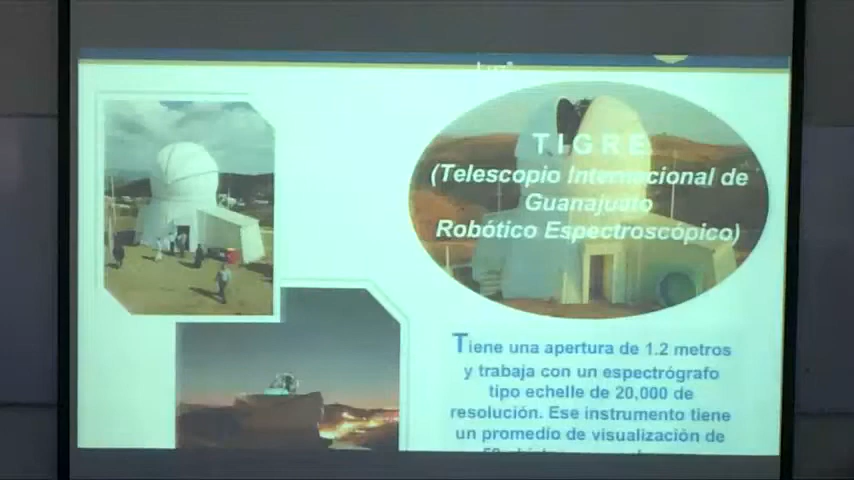 TIGRE
(Telescopio Internacional de
Guanajuato
Robótico Espectroscópico)
Tiene una apertura de 1.2 metros
y trabaja con un espectrógrafo
tipo echelle de 20,000 de
resolución. Ese instrumento tiene
un promedio de visualización de